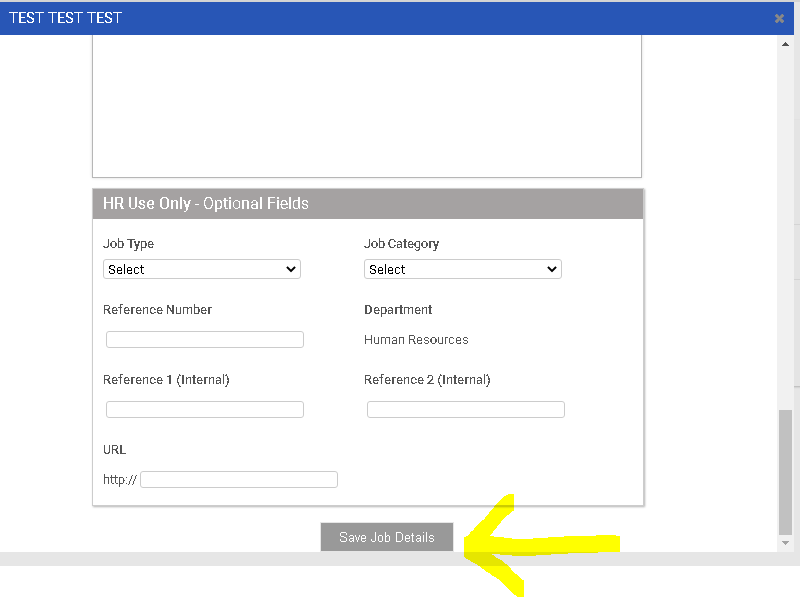 TEST TEST TEST
HR Use Only - Optional Fields
Job Type
Job Category
Select
Select
Reference Number
Department
Human Resources
Reference 1 (Internal)
Reference 2 (Internal)
URL
http://
Save Job Details